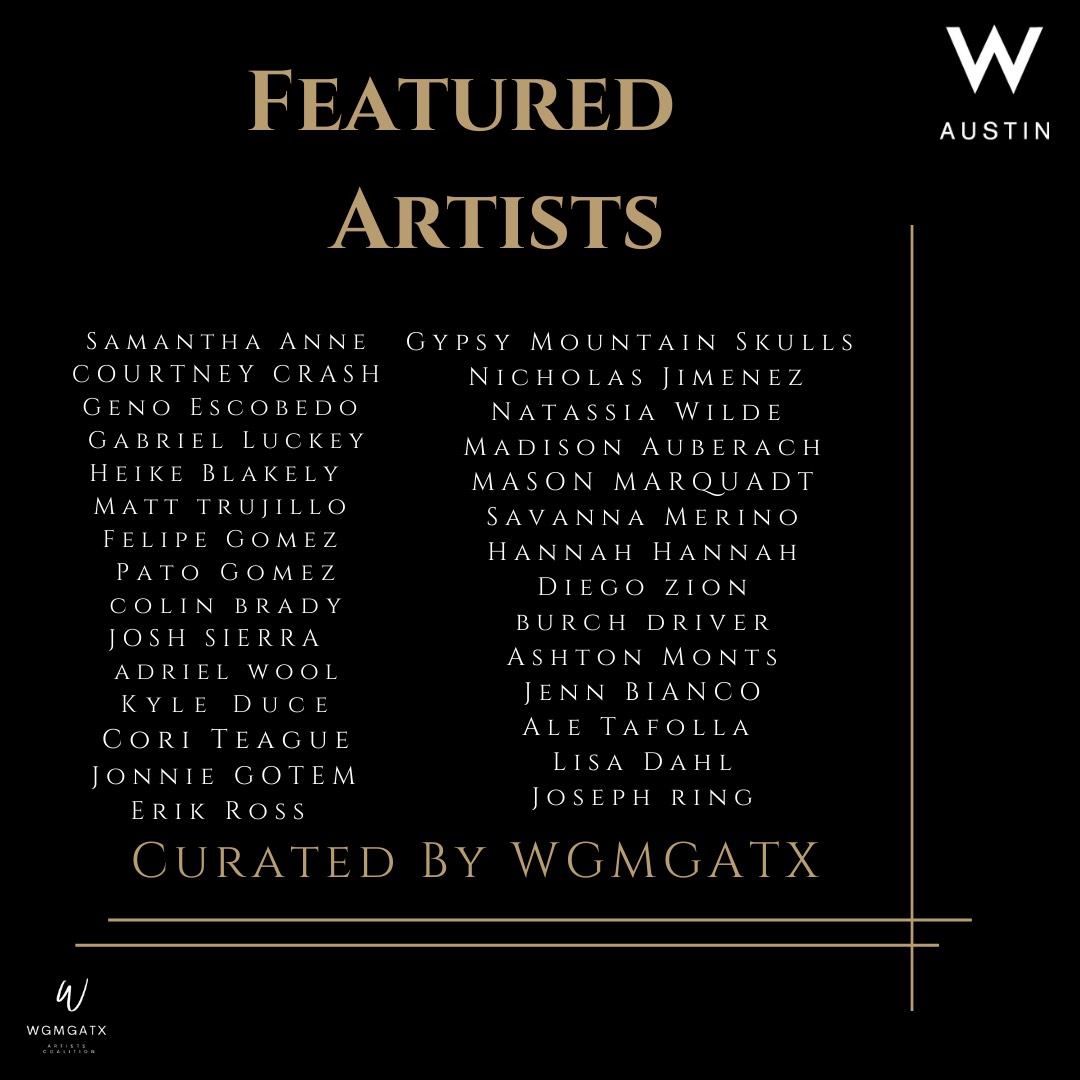 Featured
Artists
W
AUSTIN
Samantha Anne
COURTNEY CRASH
Geno Escobedo
Gabriel Luckey
Heike Blakely
Matt trujillo
Felipe Gomez
Pato Gomez
colin brady
JOSH SIERRA
adriel wool
Kyle Duce
Cori Teague
Jonnie GOTEM
Erik Ross
Gypsy Mountain Skulls
Nicholas Jimenez
Natassia Wilde
Madison Auberach
MASON MARQUADT
Savanna Merino
Hannah Hannah
Diego zion
burch driver
Ashton Monts
Jenn BIANCO
Ale Tafolla
Lisa Dahl
Joseph ring
Curated By WGMGATX
W
WGMGATX
ARTISTS
COALITION